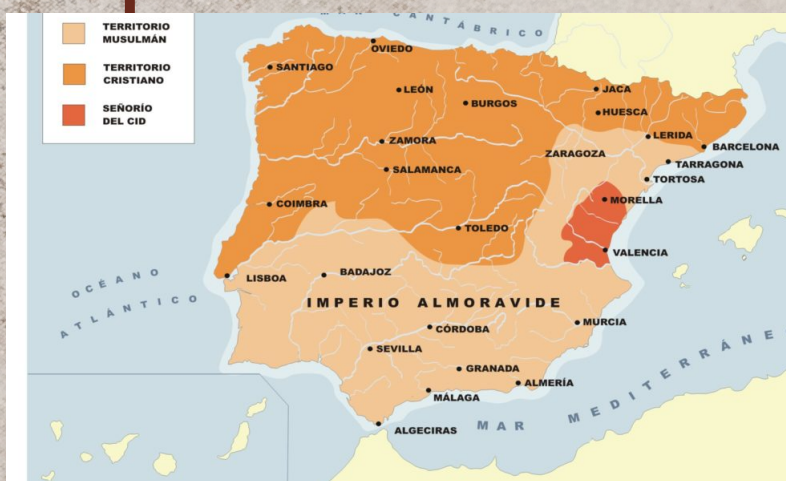 MAR CANTÁBRICO
TERRITORIO
MUSULMÁN
TERRITORIO
CRISTIANO
SEÑORÍO
DEL CID
OVIEDO
SANTIAGO
LEÓN
BURGOS
JACA
HUESCA
ZAMORA
LERIDA
BARCELONA
ZARAGOZA
TARRAGONA
SALAMANCA
TORTOSA
MORELLA
COIMBRA
TOLEDO
VALENCIA
OCÉANO
ATLÁNTICO
LISBOA
BADAJOZ
IMPERIO ALMORAVIDE
MURCIA
CÓRDOBA
SEVILLA
GRANADA
ALMERÍA
MÁLAGA
ALGECIRAS
MAR MEDITERRÁNE